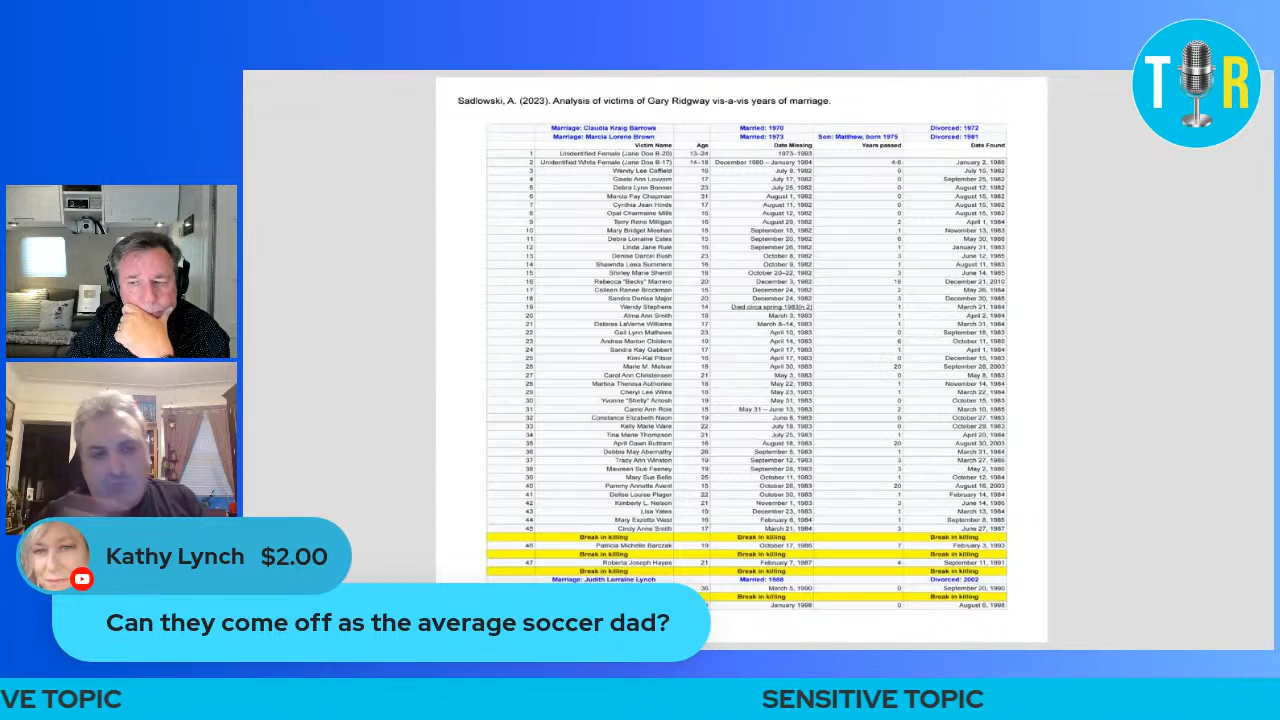 T R
Sadlowski, A. (2023). Analysis of victims of Gary Ridgway vis-a-vis years of marriage.
Marriage: Claudia Kraig Barrows Married: 1970 Divorced: 1972
Marriage: Marcia Lorene Brown Married: 1973 Son: Matthew, born 1975 Divorced: 1981
Victim Name Age Date Missing Years passed Date Found
1 Unidentified Female (Jane Doe B-20) 13–24 1973–1993
2 Unidentified White Female (Jane Doe B-17) 14–18 December 1980 – January 1984 4-6 January 2, 1986
3 Wendy Lee Coffield 16 July 8, 1982 0 July 15, 1982
4 Gisele Ann Lovvorn 17 July 17, 1982 0 September 25, 1982
5 Debra Lynn Bonner 23 July 25, 1982 0 August 12, 1982
6 Marcia Fay Chapman 31 August 1, 1982 0 August 15, 1982
7 Cynthia Jean Hinds 17 August 11, 1982 0 August 15, 1982
8 Opal Charmaine Mills 16 August 12, 1982 0 August 15, 1982
9 Terry Rene Milligan 16 August 29, 1982 2 April 1, 1984
10 Mary Bridget Meehan 18 September 15, 1982 1 November 13, 1983
11 Debra Lorraine Estes 15 September 20, 1982 6 May 30, 1988
12 Linda Jane Rule 16 September 26, 1982 1 January 31, 1983
13 Denise Darcel Bush 23 October 8, 1982 3 June 12, 1985
14 Shawnda Leea Summers 16 October 9, 1982 1 August 11, 1983
15 Shirley Marie Sherrill 18 October 20–22, 1982 3 June 14, 1985
16 Rebecca "Becky" Marrero 20 December 3, 1982 18 December 21, 2010
17 Colleen Renee Brockman 15 December 24, 1982 2 May 26, 1984
18 Sandra Denise Major 20 December 24, 1982 3 December 30, 1985
19 Wendy Stephens 14 Died circa spring 1983[n 2] 1 March 21, 1984
20 Alma Ann Smith 18 March 3, 1983 1 April 2, 1984
21 Delores LaVerne Williams 17 March 8–14, 1983 1 March 31, 1984
22 Gail Lynn Mathews 23 April 10, 1983 0 September 18, 1983
23 Andrea Marion Childers 19 April 14, 1983 6 October 11, 1989
24 Sandra Kay Gabbert 17 April 17, 1983 1 April 1, 1984
25 Kimi-Kai Pitsor 16 April 17, 1983 0 December 15, 1983
26 Marie M. Malvar 18 April 30, 1983 20 September 26, 2003
27 Carol Ann Christensen 21 May 3, 1983 0 May 8, 1983
28 Martina Theresa Authorlee 18 May 22, 1983 1 November 14, 1984
29 Cheryl Lee Wims 18 May 23, 1983 1 March 22, 1984
30 Yvonne "Shelly" Antosh 19 May 31, 1983 0 October 15, 1983
31 Carrie Ann Rois 15 May 31 – June 13, 1983 2 March 10, 1985
32 Constance Elizabeth Naon 19 June 8, 1983 0 October 27, 1983
33 Kelly Marie Ware 22 July 18, 1983 0 October 29, 1983
34 Tina Marie Thompson 21 July 25, 1983 1 April 20, 1984
35 April Dawn Buttram 16 August 18, 1983 20 August 30, 2003
36 Debbie May Abernathy 26 September 5, 1983 1 March 31, 1984
37 Tracy Ann Winston 19 September 12, 1983 3 March 27, 1986
38 Maureen Sue Feeney 19 September 28, 1983 3 May 2, 1986
39 Mary Sue Bello 25 October 11, 1983 1 October 12, 1984
40 Pammy Annette Avent 15 October 26, 1983 20 August 16, 2003
41 Delise Louise Plager 22 October 30, 1983 1 February 14, 1984
42 Kimberly L. Nelson 21 November 1, 1983 3 June 14, 1986
43 Lisa Yates 19 December 23, 1983 1 March 13, 1984
44 Mary Exzetta West 16 February 6, 1984 1 September 8, 1985
45 Cindy Anne Smith 17 March 21, 1984 3 June 27, 1987
Break in killing Break in killing Break in killing
46 Patricia Michelle Barczak 19 October 17, 1986 7 February 3, 1993
Break in killing Break in killing Break in killing
47 Roberta Joseph Hayes 21 February 7, 1987 4 September 11, 1991
Break in killing Break in killing Break in killing
Marriage: Judith Lorraine Lynch Married: 1988 Divorced: 2002
36 March 5, 1990 0 September 20, 1990
Break in killing Break in killing
January 1998 0 August 6, 1998
Kathy Lynch $2.00
Can they come off as the average soccer dad?
VE TOPIC SENSITIVE TOPIC